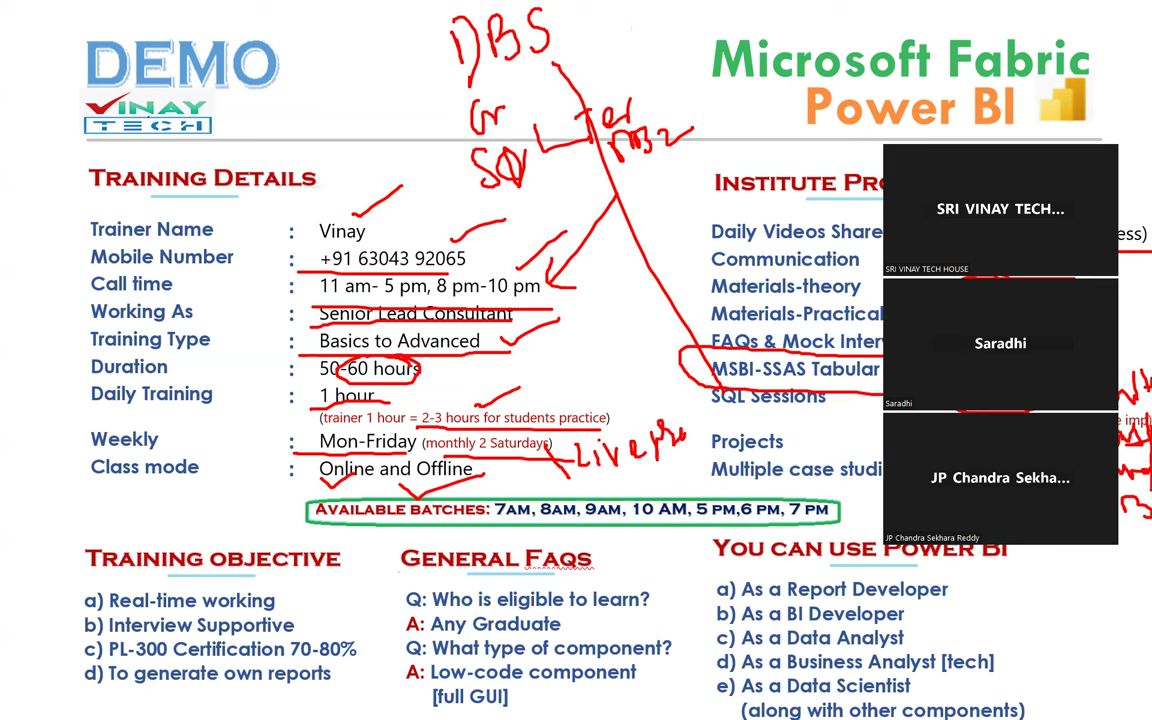 DEMO
VINAY
TECH
Microsoft Fabric
Power BI
DBS
Gr
SQ
er
TRAINING DETAILS
Trainer Name : Vinay
Mobile Number : +91 63043 92065
Call time : 11 am- 5 pm, 8 pm-10 pm
Working As : Senior Lead Consultant
Training Type : Basics to Advanced
Duration : 50-60 hours
Daily Training : 1 hour
(trainer 1 hour = 2-3 hours for students practice)
Weekly : Mon-Friday (monthly 2 Saturdays)
Live
Class mode : Online and Offline
AVAILABLE BATCHES: 7AM, 8AM, 9AM, 10 AM, 5 PM,6 PM, 7 PM
INSTITUTE PRO
Daily Videos Share
ess)
Communication
Materials-theory
Materials-Practical
FAQs & Mock Interv
MSBI-SSAS Tabular
SQL Sessions
e imp
Projects
Multiple case studi
SRI VINAY TECH...
SRI VINAY TECH HOUSE
Saradhi
Saradhi
JP Chandra Sekha...
JP Chandra Sekhara Reddy
TRAINING OBJECTIVE
a) Real-time working
b) Interview Supportive
c) PL-300 Certification 70-80%
d) To generate own reports
GENERAL FAQS
Q: Who is eligible to learn?
A: Any Graduate
Q: What type of component?
A: Low-code component
[full GUI]
YOU CAN USE POWER BI
a) As a Report Developer
b) As a BI Developer
c) As a Data Analyst
d) As a Business Analyst [tech]
e) As a Data Scientist
(along with other components)